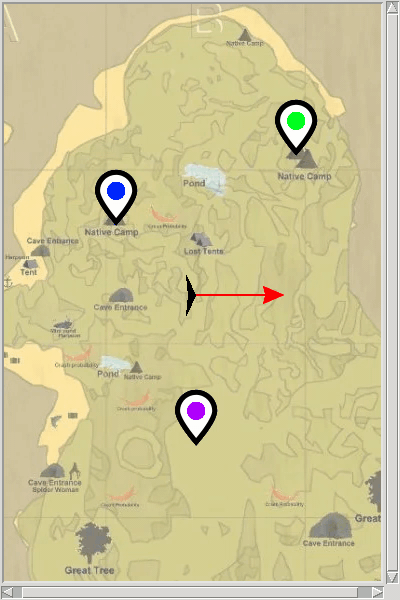 A
B
Native Camp
Native Camp
Pond
Native Camp
Crash Probability
Lost Tents
Cave Entrance
Harpoon
Tent
Cave Entrance
Harpoon
Crash probability
Pond
Native Camp
Crash probability
Cave Entrance
Spider Woman
Crash Probability
Crash Probability
Cave Entrance
Great
Great Tree